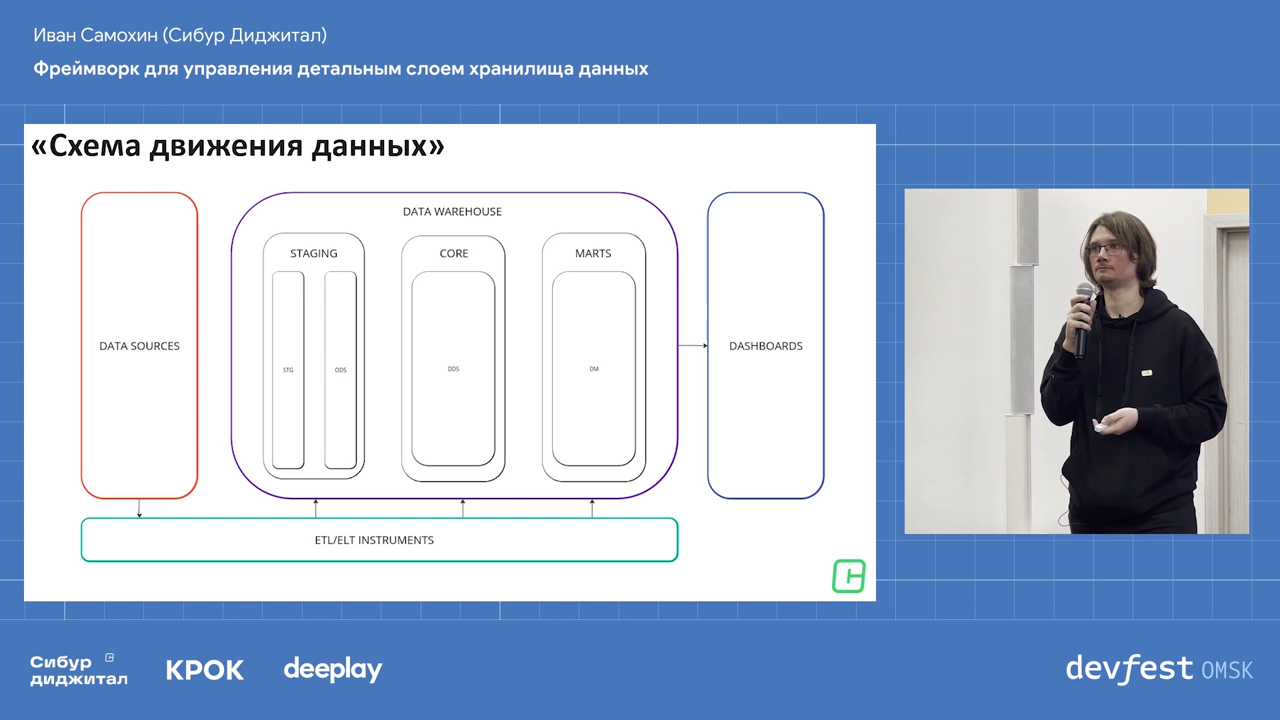 Иван Самохин (Сибур Диджитал)
Фреймворк для управления детальным слоем хранилища данных
«Схема движения данных»
DATA SOURCES
DATA WAREHOUSE
STAGING
STG
ODS
CORE
DDS
MARTS
DM
DASHBOARDS
ETL/ELT INSTRUMENTS
Сибур
диджитал
КРОК
deeplay
devfest OMSK